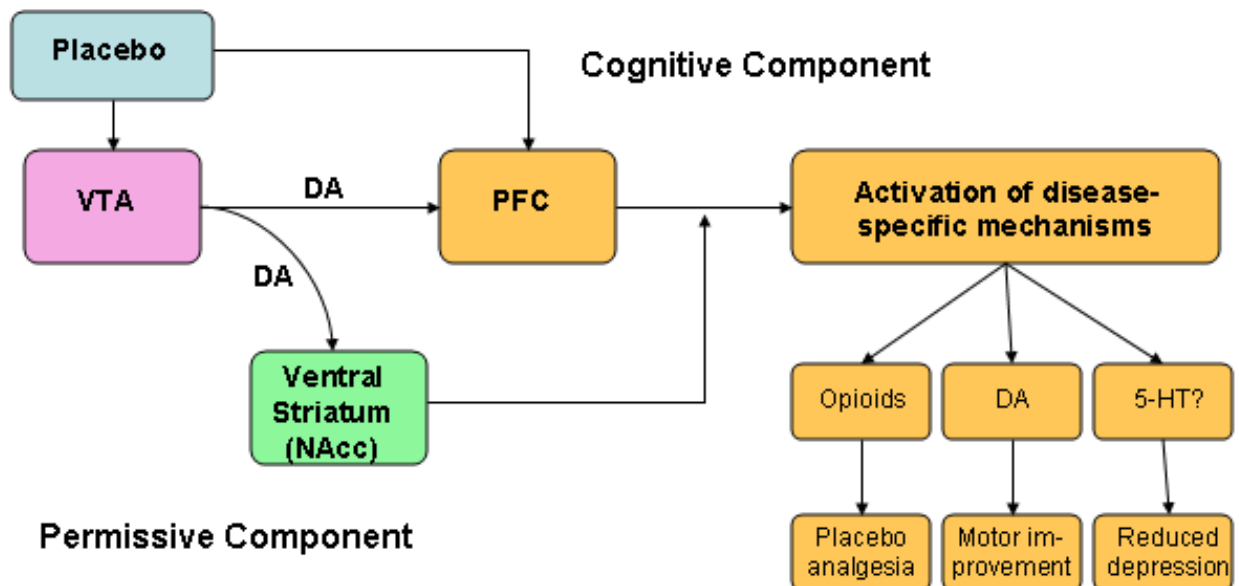 Placebo
Cognitive Component
VTA
DA
PFC
Activation of disease-
specific mechanisms
DA
Ventral
Striatum
(NAcc)
Opioids
DA
5-HT?
Permissive Component
Placebo
analgesia
Motor im-
provement
Reduced
depression